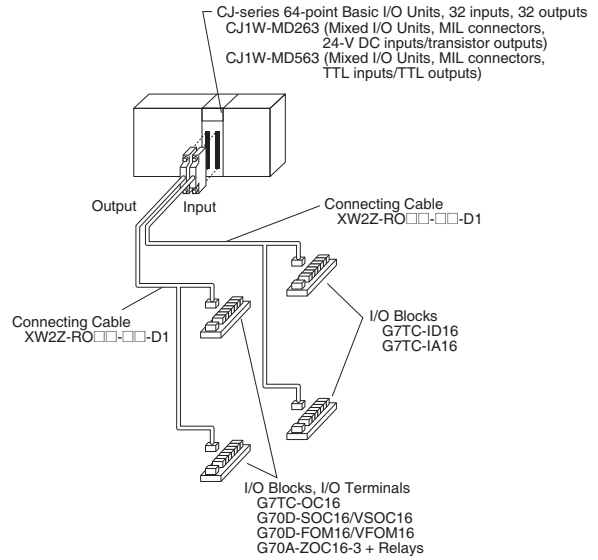 CJ-series 64-point Basic I/O Units, 32 inputs, 32 outputs
CJ1W-MD263 (Mixed I/O Units, MIL connectors,
24-V DC inputs/transistor outputs)
CJ1W-MD563 (Mixed I/O Units, MIL connectors,
TTL inputs/TTL outputs)
Output
Input
Connecting Cable
XW2Z-RO□□-□□-D1
Connecting Cable
XW2Z-RO□□-□□-D1
I/O Blocks
G7TC-ID16
G7TC-IA16
I/O Blocks, I/O Terminals
G7TC-OC16
G70D-SOC16/VSOC16
G70D-FOM16/VFOM16
G70A-ZOC16-3 + Relays